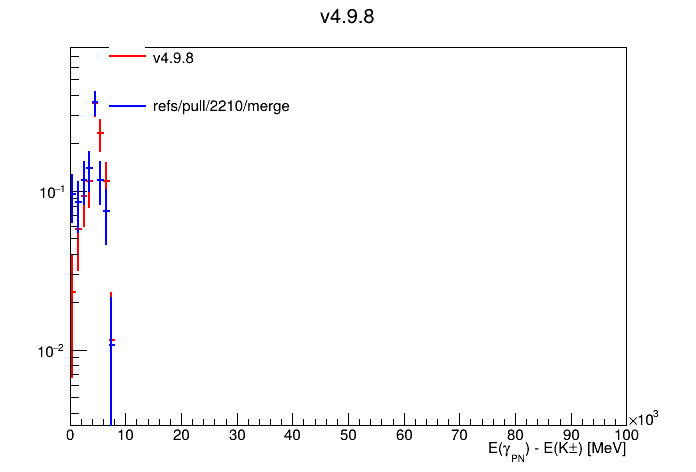 v4.9.8
v4.9.8
refs/pull/2210/merge
10⁻¹
10⁻²
0 10 20 30 40 50 60 70 80 90 100
×10³
E(γ_PN) - E(K±) [MeV]